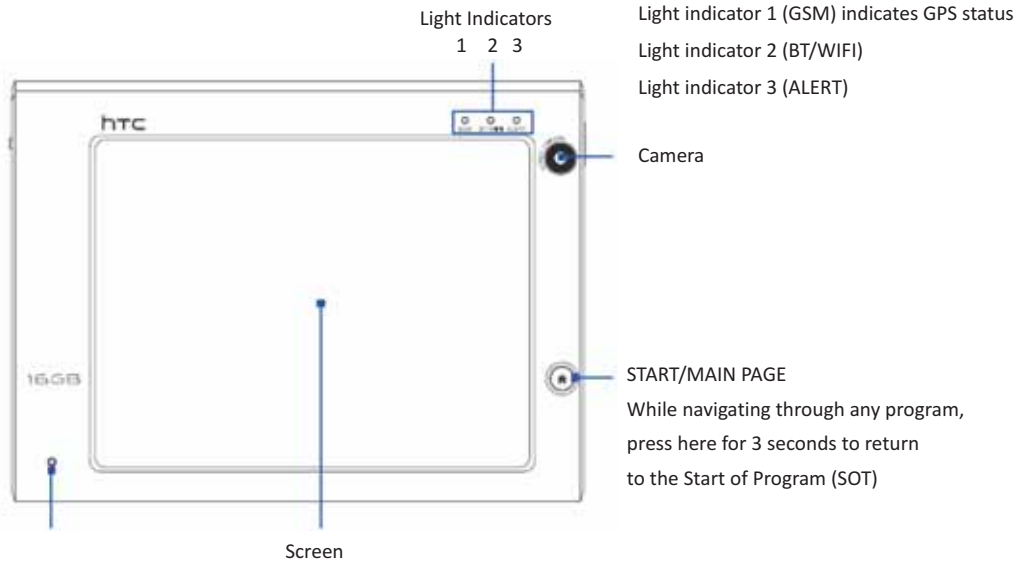 Light Indicators
1 2 3
Light indicator 1 (GSM) indicates GPS status
Light indicator 2 (BT/WIFI)
Light indicator 3 (ALERT)
hTC
Camera
16GB
START/MAIN PAGE
While navigating through any program,
press here for 3 seconds to return
to the Start of Program (SOT)
Screen